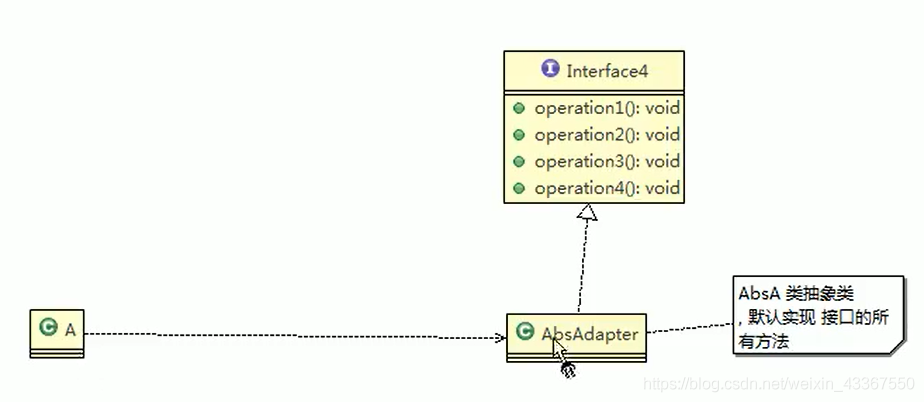 Interface4
operation1(): void
operation2(): void
operation3(): void
operation4(): void
A
AbsAdapter
AbsA 类抽象类
, 默认实现 接口的所
有方法
https://blog.csdn.net/weixin_43367550